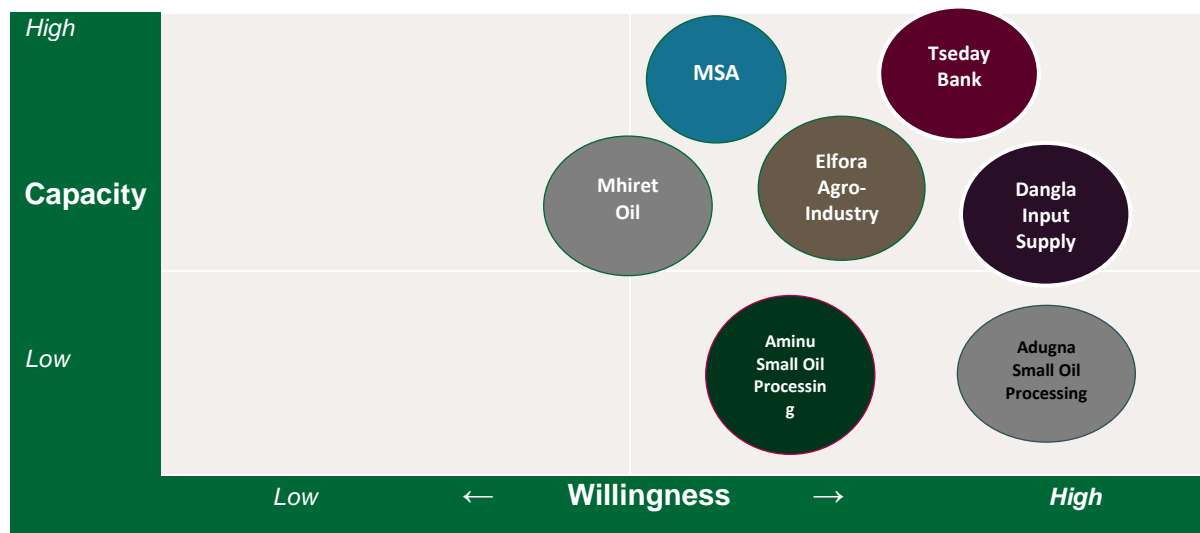 High
Capacity
Low
MSA
Tseday
Bank
Mhiret
Oil
Elfora
Agro-
Industry
Dangla
Input
Supply
Aminu
Small Oil
Processin
g
Adugna
Small Oil
Processing
Low ← Willingness → High